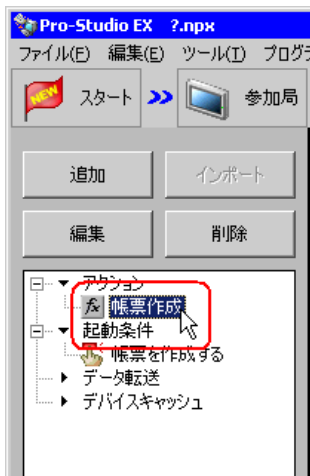 Pro-Studio EX ?.npx
ファイル(F) 編集(E) ツール(T) プログ
NEW スタート 参加局
追加 インポート
編集 削除
アクション
fx 帳票作成
起動条件
帳票を作成する
データ転送
デバイスキャッシュ